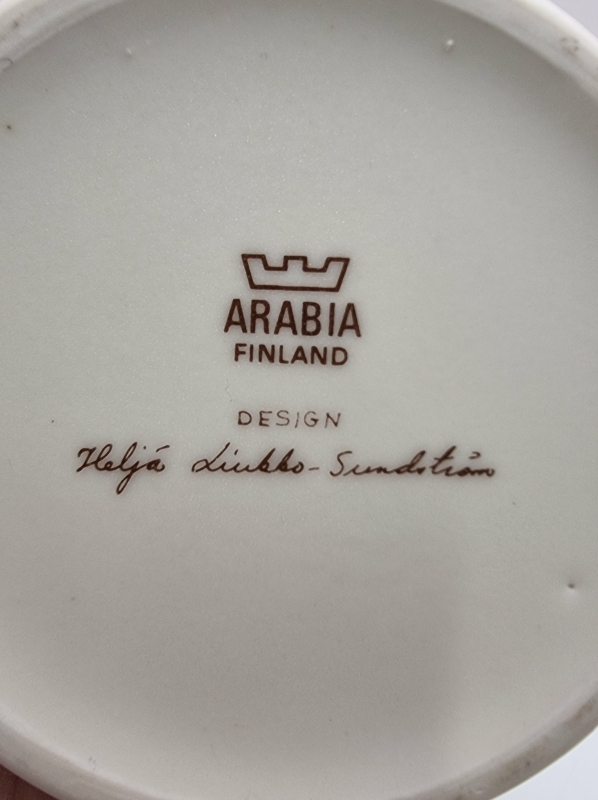 ARABIA
FINLAND
DESIGN
Heljä Liukko-Sundström